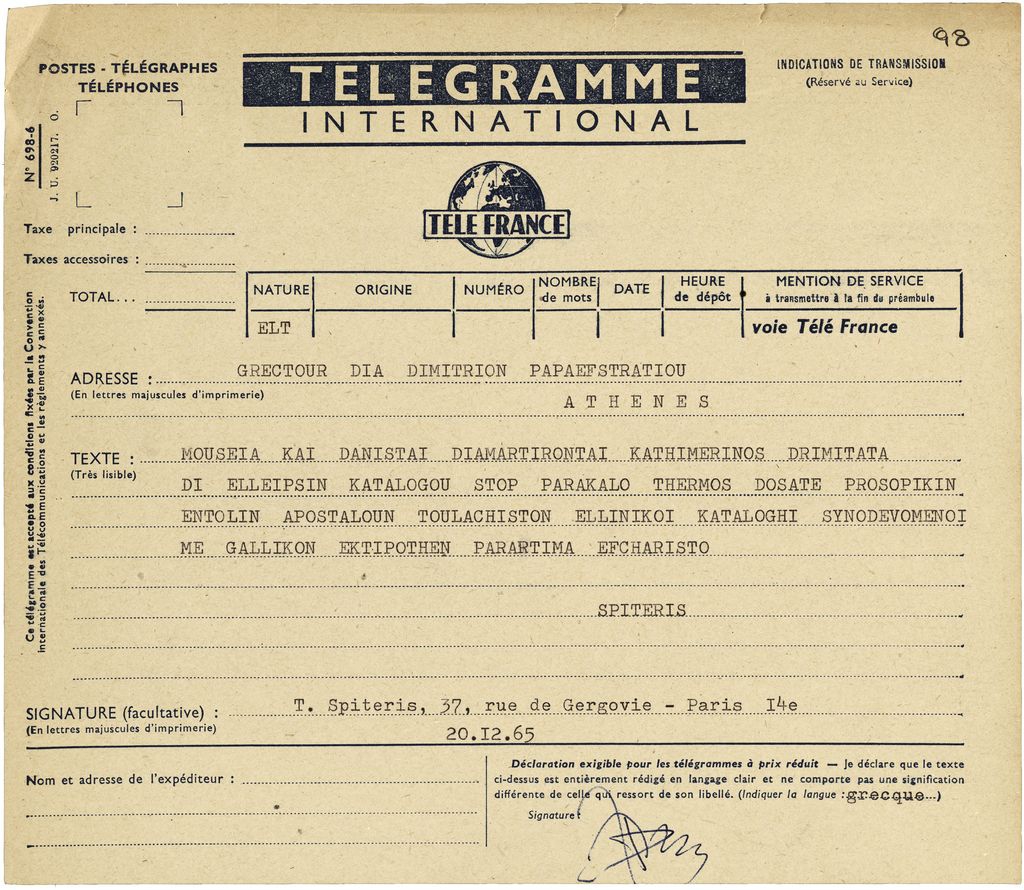 98
POSTES - TÉLÉGRAPHES
TÉLÉPHONES
TELEGRAMME
INTERNATIONAL
INDICATIONS DE TRANSMISSION
(Réservé au Service)
N° 698-6
J. U. 920217. O.
TELE FRANCE
Taxe principale :
Taxes accessoires :
TOTAL...
NATURE ORIGINE NUMÉRO NOMBRE de mots DATE HEURE de dépôt MENTION DE SERVICE
à transmettre à la fin du préambule
ELT voie Télé France
Ce télégramme est accepté aux conditions fixées par la Convention
internationale des Télécommunications et les règlements y annexés.
ADRESSE : GRECTOUR DIA DIMITRION PAPAEFSTRATIOU
(En lettres majuscules d'imprimerie)
ATHENES
TEXTE : MOUSEIA KAI DANISTAI DIAMARTIRONTAI KATHIMERINOS DRIMITATA
(Très lisible)
DI ELLEIPSIN KATALOGOU STOP PARAKALO THERMOS DOSATE PROSOPIKIN
ENTOLIN APOSTALOUN TOULACHISTON ELLINIKOI KATALOGHI SYNODEVOMENOI
ME GALLIKON EKTIPOTHEN PARARTIMA EFCHARISTO
SPITERIS
SIGNATURE (facultative) : T. Spiteris, 37, rue de Gergovie - Paris I4e
(En lettres majuscules d'imprimerie)
20.I2.65
Nom et adresse de l'expéditeur :
Déclaration exigible pour les télégrammes à prix réduit — Je déclare que le texte
ci-dessus est entièrement rédigé en langage clair et ne comporte pas une signification
différente de celle qui ressort de son libellé. (Indiquer la langue : grecque...)
Signature :